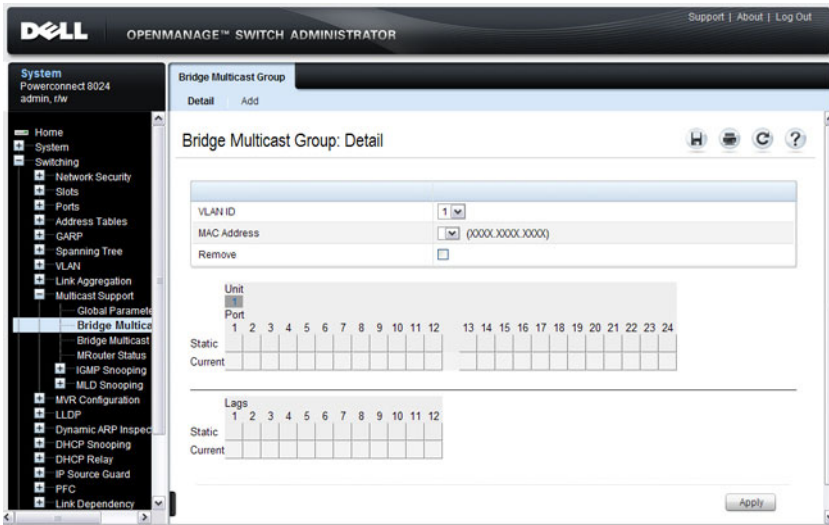 Support | About | Log Out
DELL
OPENMANAGE™ SWITCH ADMINISTRATOR
System
Powerconnect 8024
admin, r/w
Home
System
Switching
Network Security
Slots
Ports
Address Tables
GARP
Spanning Tree
VLAN
Link Aggregation
Multicast Support
Global Paramete
Bridge Multica
Bridge Multicast
MRouter Status
IGMP Snooping
MLD Snooping
MVR Configuration
LLDP
Dynamic ARP Inspec
DHCP Snooping
DHCP Relay
IP Source Guard
PFC
Link Dependency
Bridge Multicast Group
Detail Add
Bridge Multicast Group: Detail
VLAN ID 1
MAC Address (XXXX.XXXX.XXXX)
Remove
Unit
1
Port
1 2 3 4 5 6 7 8 9 10 11 12 13 14 15 16 17 18 19 20 21 22 23 24
Static
Current
Lags
1 2 3 4 5 6 7 8 9 10 11 12
Static
Current
Apply